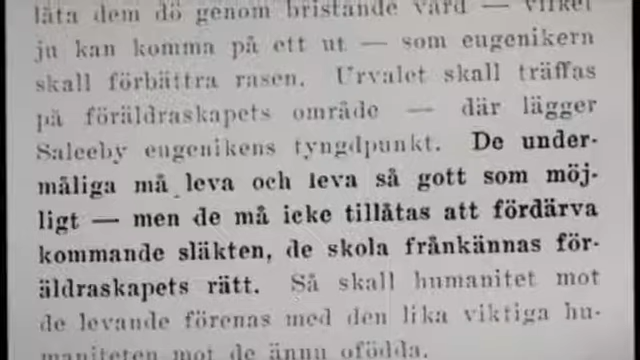 låta dem dö genom bristande vård — vilket
ju kan komma på ett ut — som eugenikern
skall förbättra rasen. Urvalet skall träffas
på föräldraskapets område — där lägger
Saleeby eugenikens tyngdpunkt. De under-
måliga må leva och leva så gott som möj-
ligt — men de må icke tillåtas att fördärva
kommande släkten, de skola frånkännas för-
äldraskapets rätt. Så skall humanitet mot
de levande förenas med den lika viktiga hu-
maniteten mot de ännu ofödda.